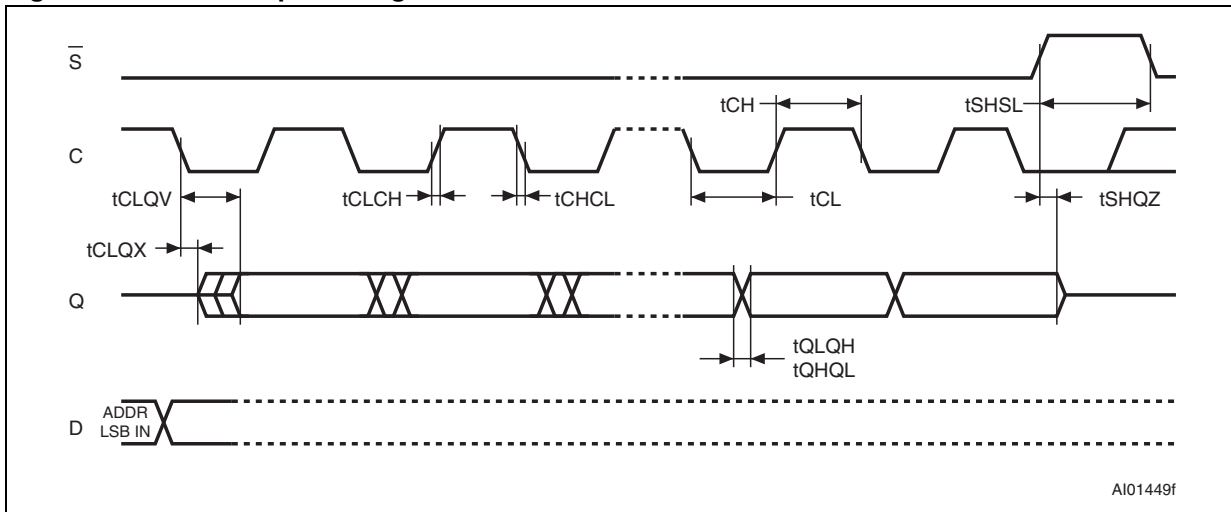 S
tCH
tSHSL
C
tCLQV
tCLCH
tCHCL
tCL
tSHQZ
tCLQX
Q
tQLQH
tQHQL
ADDR
D LSB IN
AI01449f